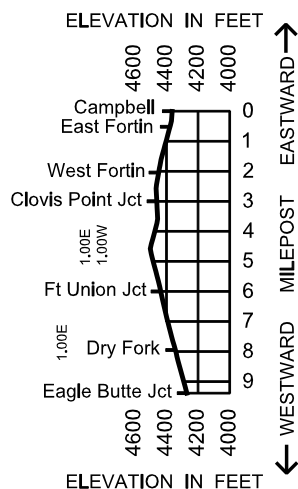 ELEVATION IN FEET
4600 4400 4200 4000
EASTWARD
Campbell 0
East Fortin
1
West Fortin 2
Clovis Point Jct 3
MILEPOST
4
1.00E
1.00W
5
Ft Union Jct 6
7
1.00E
Dry Fork 8
WESTWARD
9
Eagle Butte Jct
4600 4400 4200 4000
ELEVATION IN FEET